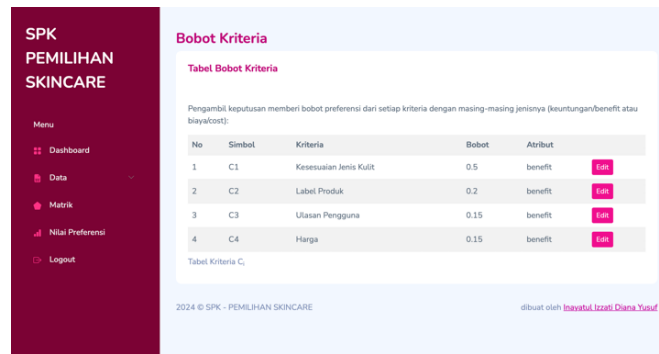 SPK
PEMILIHAN
SKINCARE
Menu
Dashboard
Data
Matrik
Nilai Preferensi
Logout
Bobot Kriteria
Tabel Bobot Kriteria
Pengambil keputusan memberi bobot preferensi dari setiap kriteria dengan masing-masing jenisnya (keuntungan/benefit atau
biaya/cost):
No Simbol Kriteria Bobot Atribut
1 C1 Kesesuaian Jenis Kulit 0.5 benefit Edit
2 C2 Label Produk 0.2 benefit Edit
3 C3 Ulasan Pengguna 0.15 benefit Edit
4 C4 Harga 0.15 benefit Edit
Tabel Kriteria C,
2024 © SPK - PEMILIHAN SKINCARE dibuat oleh Inayatul Izzati Diana Yusuf